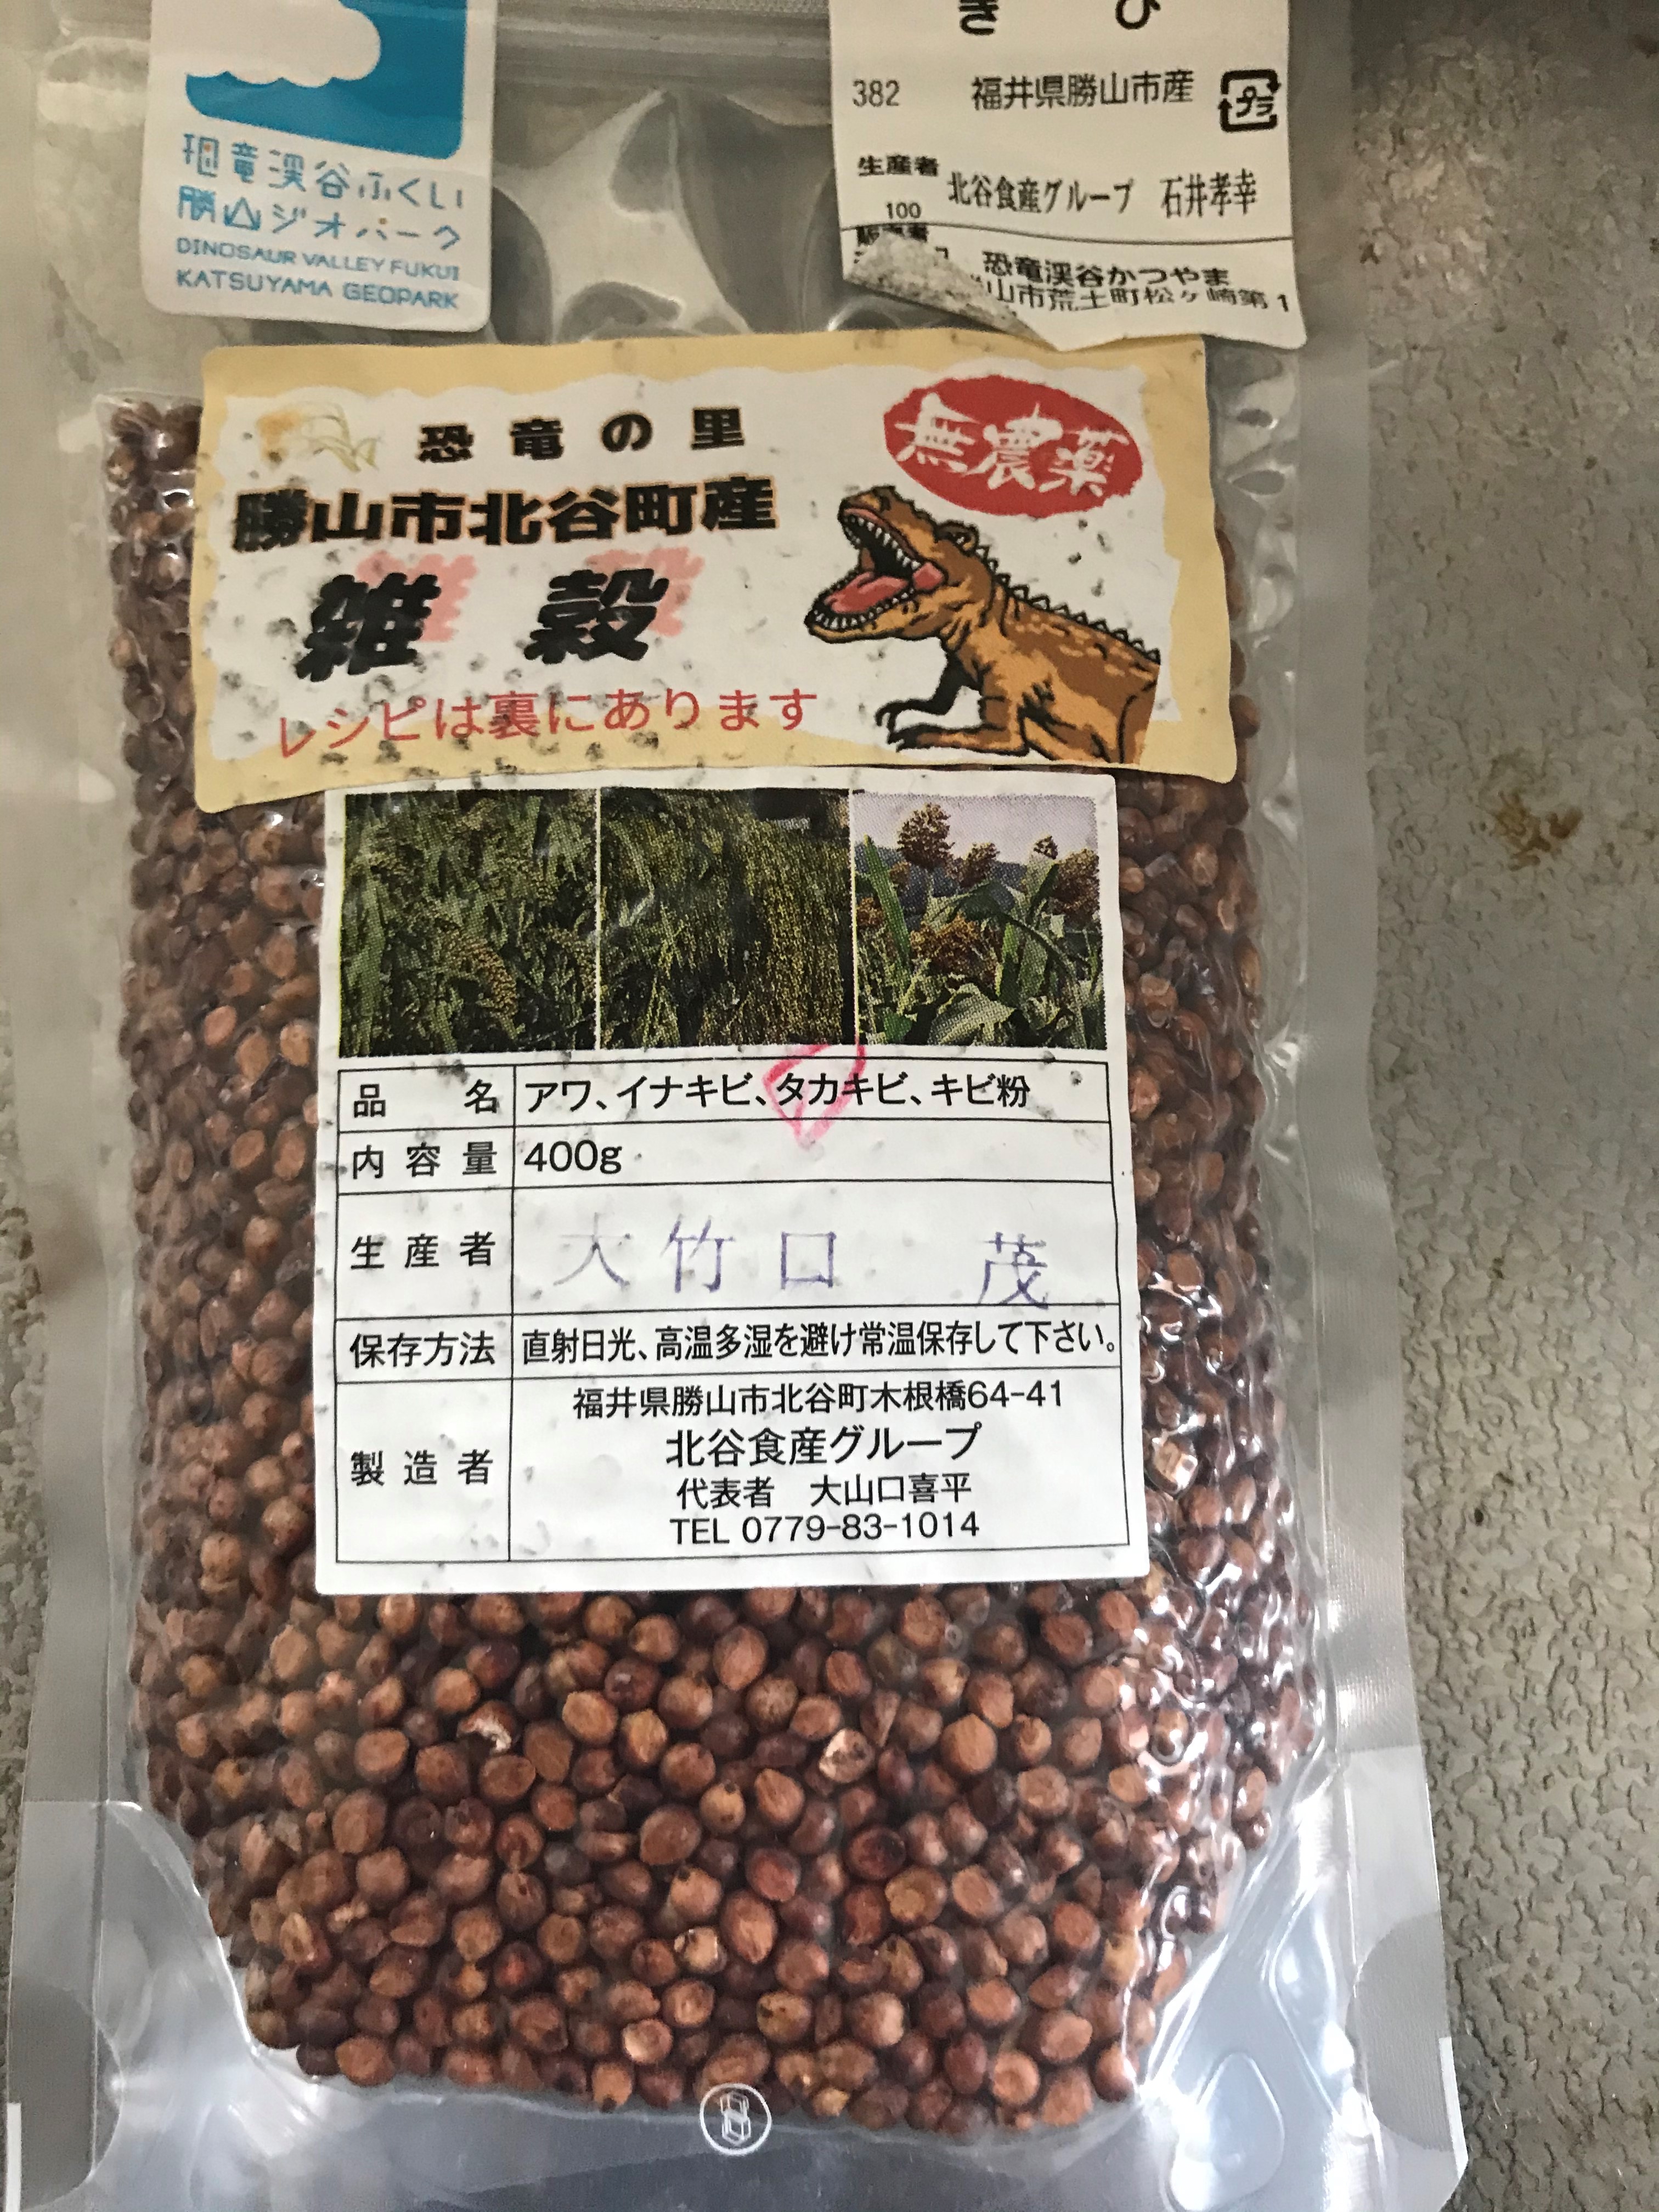 恐竜渓谷ふくい
勝山ジオパーク
DINOSAUR VALLEY FUKUI
KATSUYAMA GEOPARK
きび
382 福井県勝山市産 プラ
生産者 北谷食産グループ 石井孝幸
100
販売者
恐竜渓谷かつやま
山市荒土町松ヶ崎第1
恐竜の里
無農薬
勝山市北谷町産
雑穀
レシピは裏にあります
品名 アワ、イナキビ、タカキビ、キビ粉
内容量 400g
生産者 大竹口 茂
保存方法 直射日光、高温多湿を避け常温保存して下さい。
製造者 福井県勝山市北谷町木根橋64-41
北谷食産グループ
代表者 大山口喜平
TEL 0779-83-1014